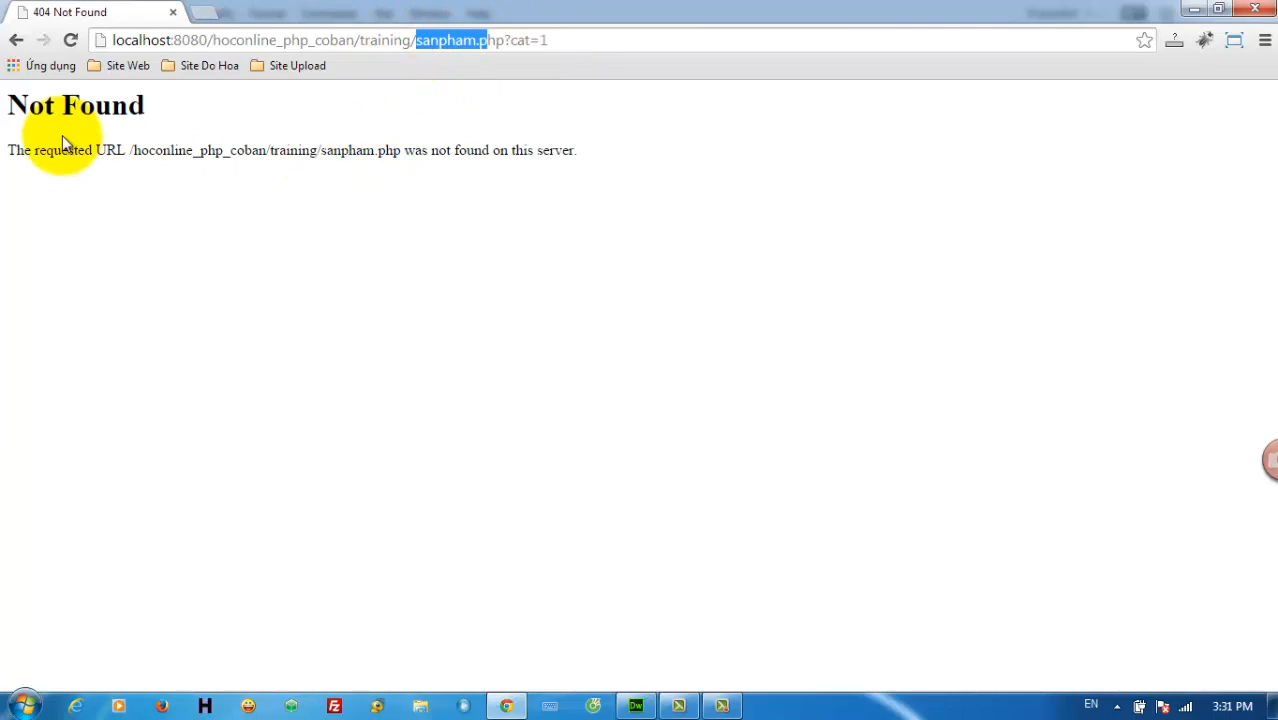 404 Not Found
localhost:8080/hoconline_php_coban/training/sanpham.php?cat=1
Ứng dụng Site Web Site Do Hoa Site Upload
Not Found
The requested URL /hoconline_php_coban/training/sanpham.php was not found on this server.
EN 3:31 PM